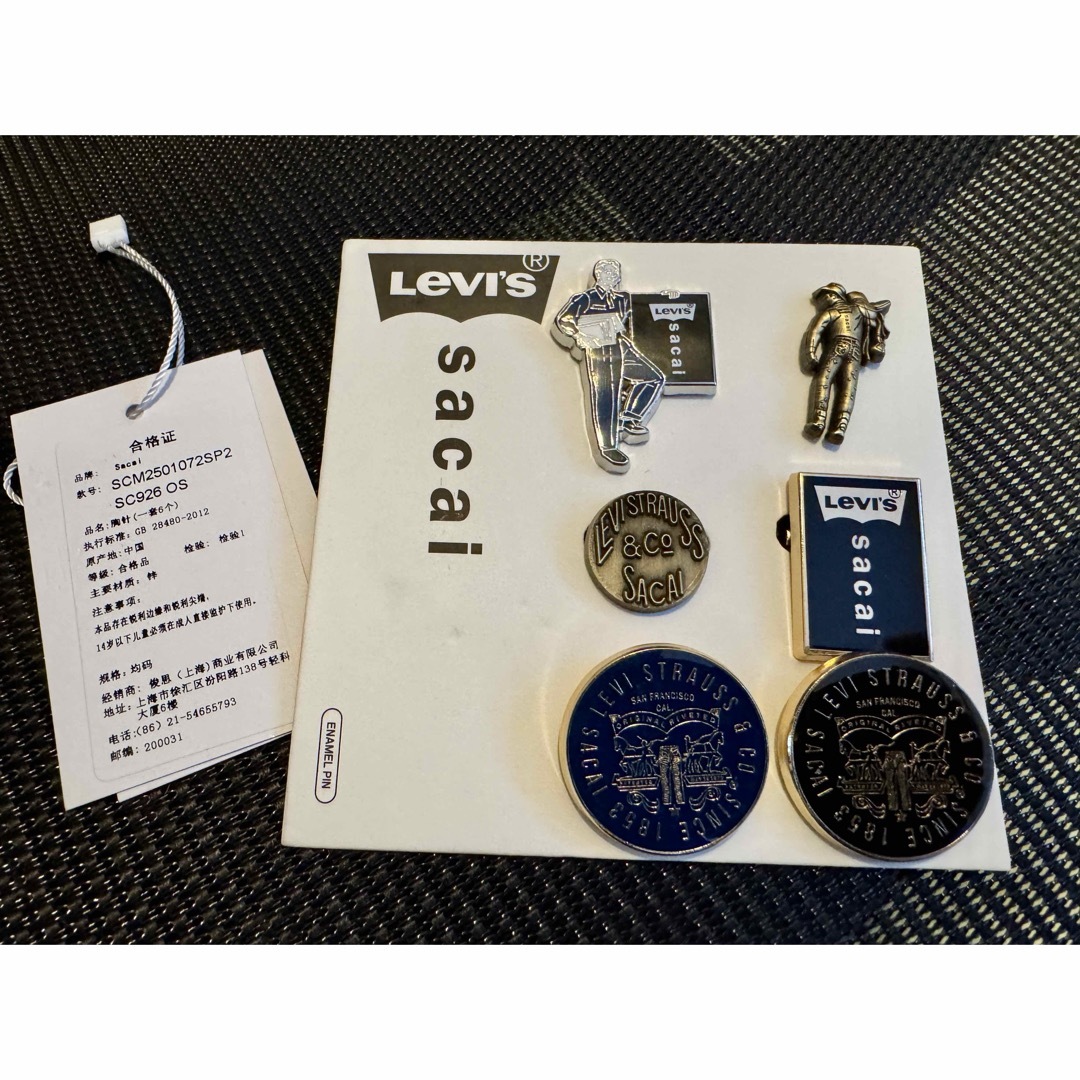 合格证
品牌: Sacai
款号: SCM2501072SP2
SC926 OS
品名:胸针(一套6个)
执行标准: GB 28480-2012
原产地:中国 检验: 检验1
等级: 合格品
主要材质: 锌
注意事项:
本品存在锐利边缘和锐利尖端,
14岁以下儿童必须在成人直接监护下使用。
规格: 均码
经销商: 俊思(上海)商业有限公司
地址: 上海市徐汇区汾阳路138号轻科
大厦6楼
电话:(86) 21-54655793
邮编: 200031
LEVI'S®
sacai
ENAMEL PIN
LEVI'S
sacai
LEVI STRAUSS
& CO
SACAI
LEVI'S®
sacai
LEVI STRAUSS & CO SINCE 1853 SACAI
SAN FRANCISCO
CAL.
ORIGINAL RIVETED
LEVI STRAUSS & CO SINCE 1853 SACAI
SAN FRANCISCO
CAL.
ORIGINAL RIVETED